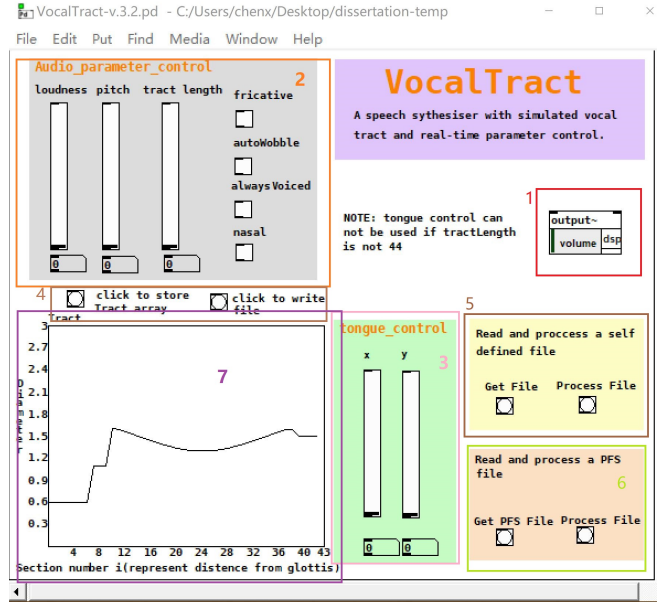 VocalTract-v.3.2.pd - C:/Users/chenx/Desktop/dissertation-temp
File Edit Put Find Media Window Help
Audio_parameter_control
2
loudness pitch tract length
fricative
autoWobble
alwaysVoiced
nasal
0 0 0
VocalTract
A speech sythesiser with simulated vocal
tract and real-time parameter control.
1
NOTE: tongue control can
not be used if tractLength
is not 44
output~
volume
dsp
4
click to store
Tract array
click to write
file
Tract
3
2.7
2.4
2.1
1.8
1.5
1.2
0.9
0.6
0.3
Diameter
7
4 8 12 16 20 24 28 32 36 40 43
Section number i(represent distence from glottis)
tongue_control
x y
3
0 0
5
Read and proccess a self
defined file
Get File Process File
Read and process a PFS
file
6
Get PFS File Process File